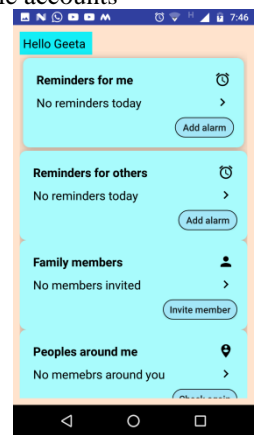 7:46
Hello Geeta
Reminders for me
No reminders today
Add alarm
Reminders for others
No reminders today
Add alarm
Family members
No members invited
Invite member
Peoples around me
No memebrs around you